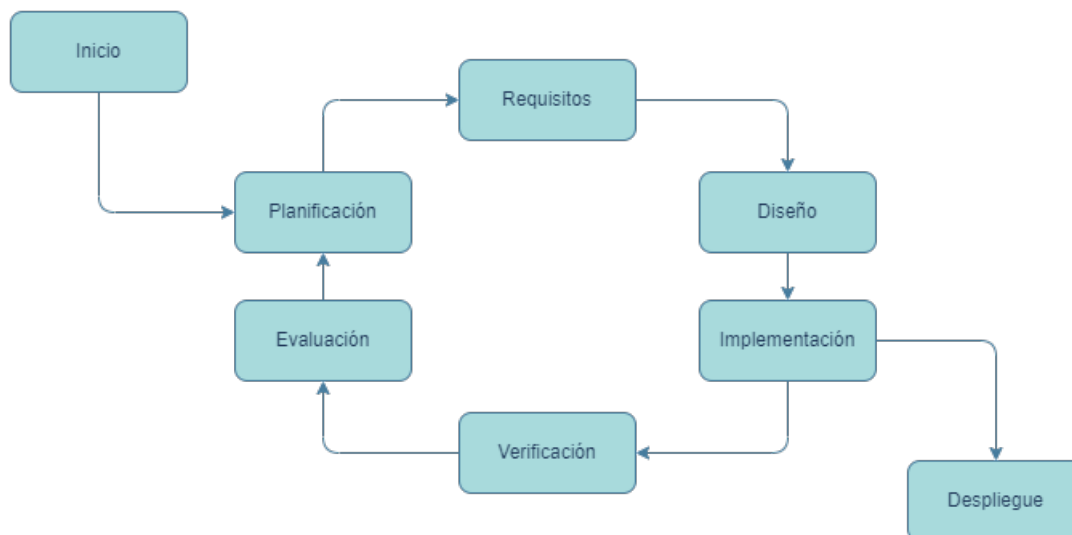 Inicio
Requisitos
Planificación
Diseño
Evaluación
Implementación
Verificación
Despliegue